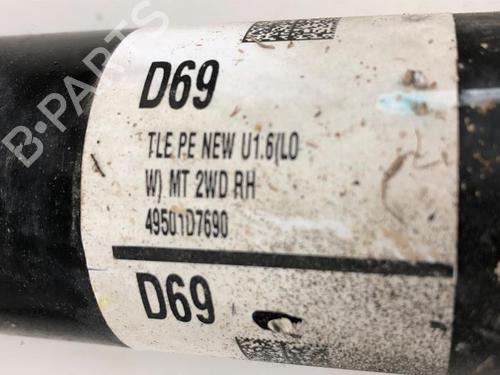 D69
TLE PE NEW U1.6(LO
W) MT 2WD RH
49501D7690
D69
B-PARTS